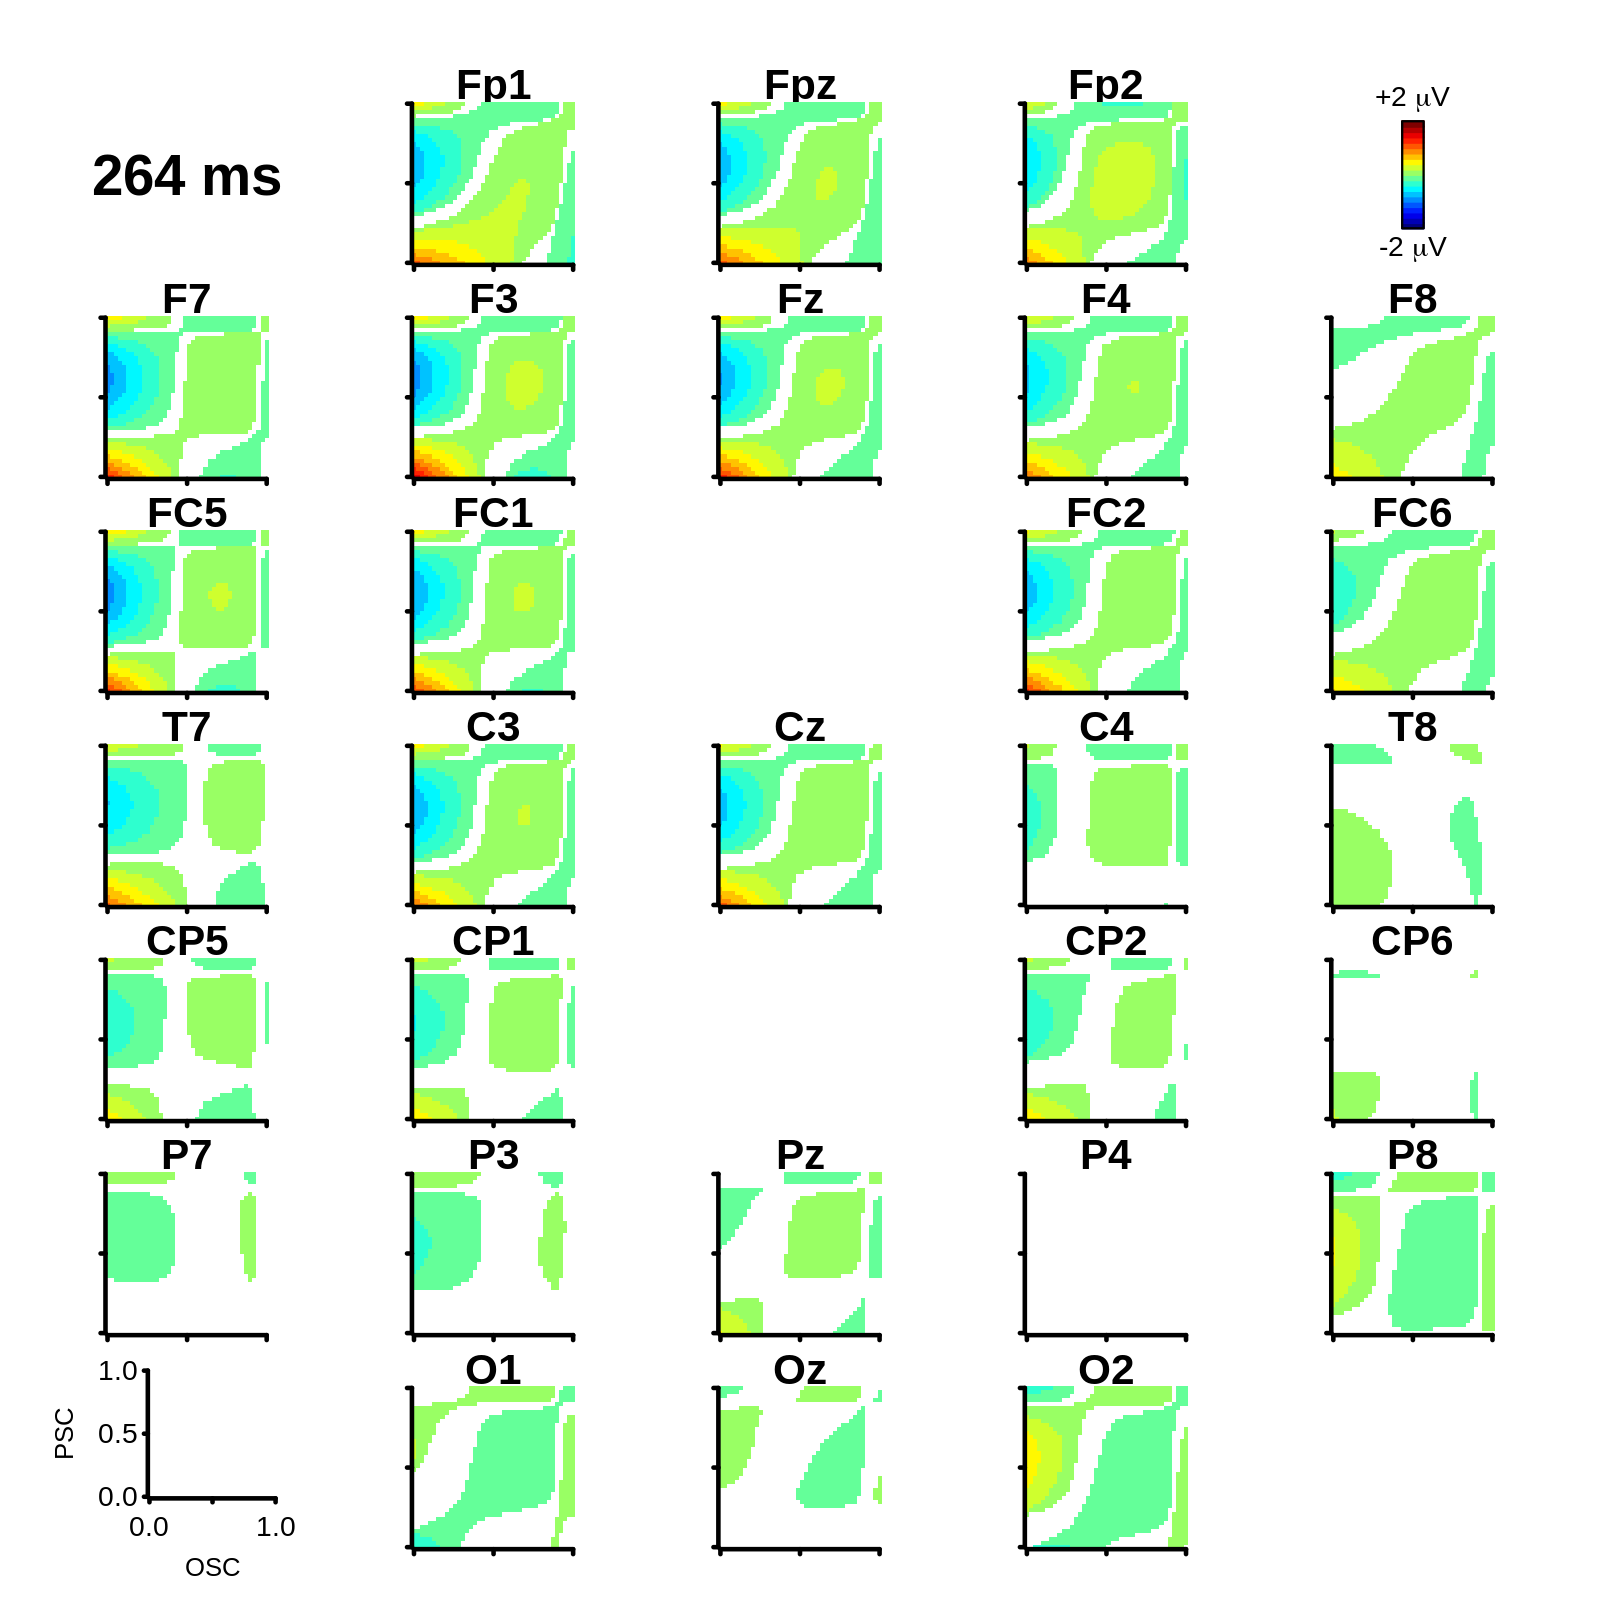 Fp1 Fpz Fp2
+2 μV
264 ms
-2 μV
F7 F3 Fz F4 F8
FC5 FC1 FC2 FC6
T7 C3 Cz C4 T8
CP5 CP1 CP2 CP6
P7 P3 Pz P4 P8
O1 Oz O2
1.0
PSC
0.5
0.0
0.0 1.0
OSC